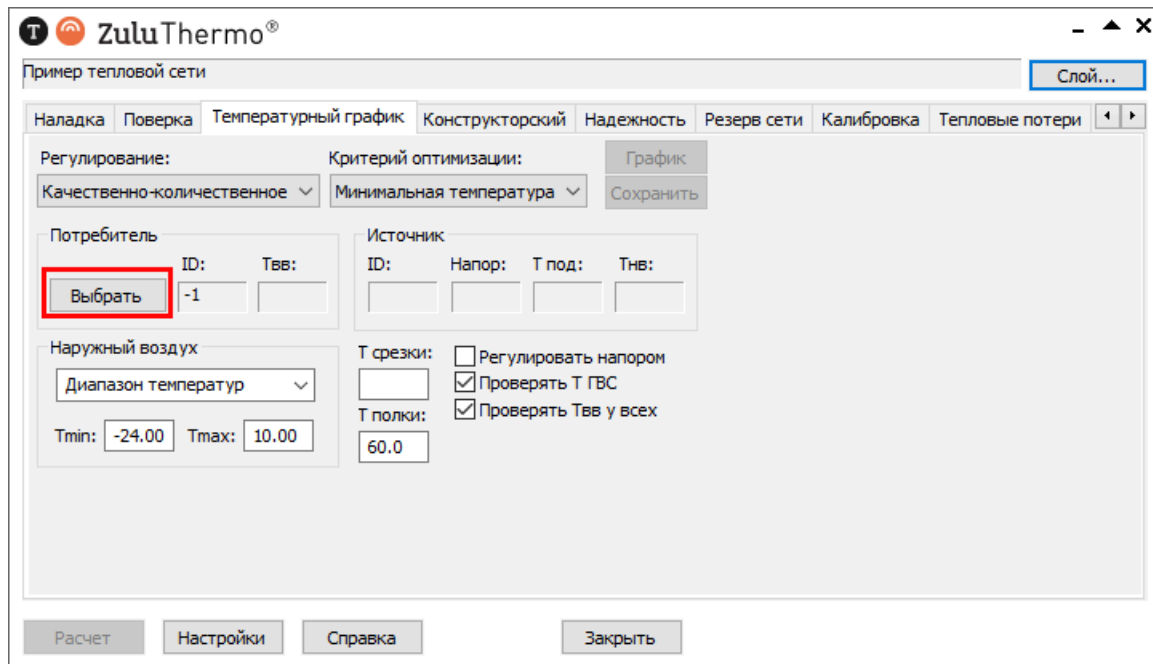 T ZuluThermo®
Пример тепловой сети Слой...
Наладка Поверка Температурный график Конструкторский Надежность Резерв сети Калибровка Тепловые потери
Регулирование: Критерий оптимизации: График
Качественно-количественное Минимальная температура Сохранить
Потребитель Источник
ID: Твв: ID: Напор: Т под: Тнв:
Выбрать -1
Наружный воздух Т срезки: Регулировать напором
Диапазон температур Проверять Т ГВС
Т полки: Проверять Твв у всех
Tmin: -24.00 Tmax: 10.00 60.0
Расчет Настройки Справка Закрыть